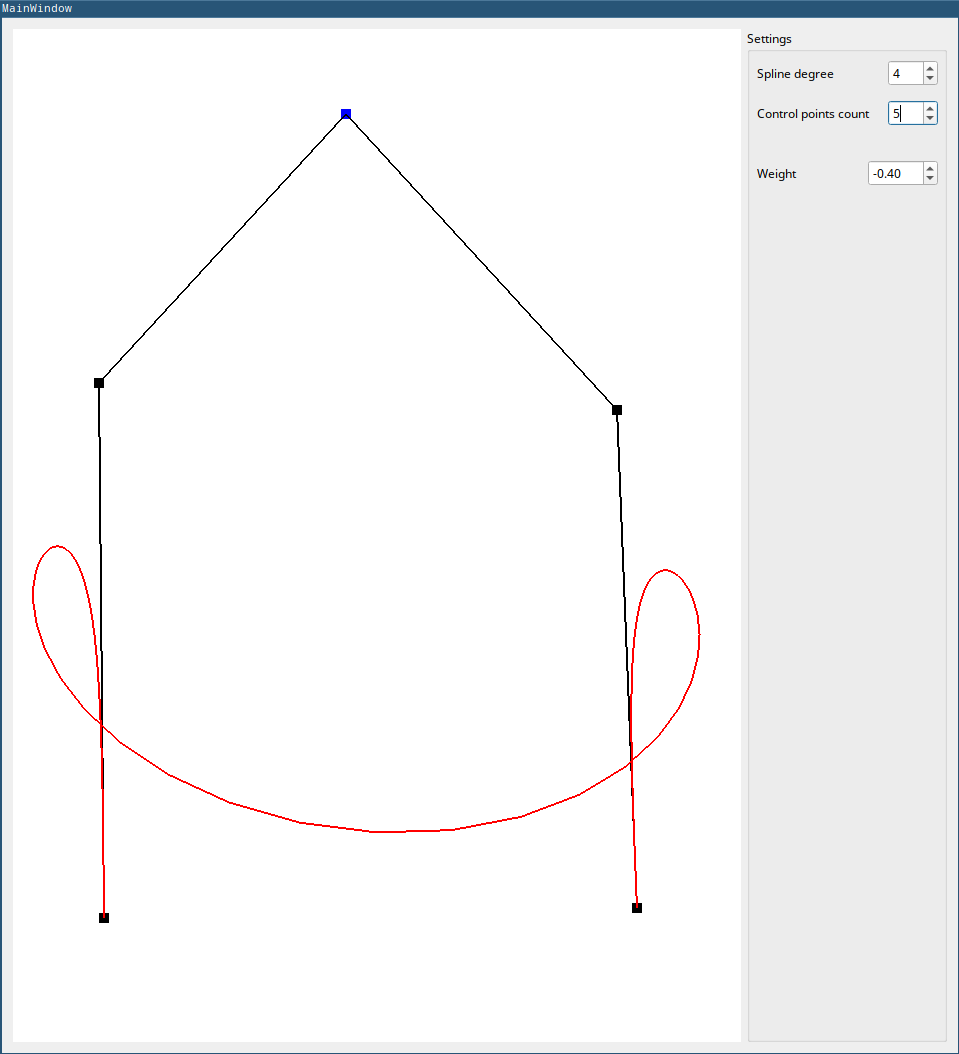 MainWindow
Settings
Spline degree 4
Control points count 5
Weight -0.40